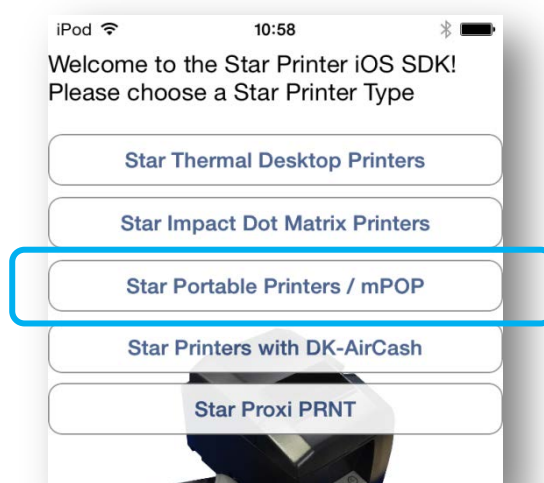 iPod 10:58
Welcome to the Star Printer iOS SDK!
Please choose a Star Printer Type
Star Thermal Desktop Printers
Star Impact Dot Matrix Printers
Star Portable Printers / mPOP
Star Printers with DK-AirCash
Star Proxi PRNT